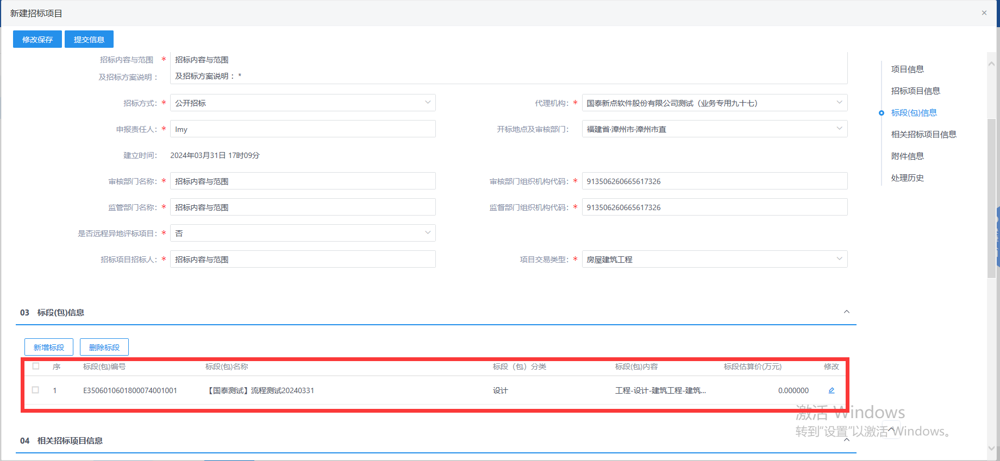 新建招标项目
×
修改保存 提交信息
招标内容与范围 * 招标内容与范围
及招标方案说明: 及招标方案说明:*
招标方式: * 公开招标 代理机构: * 国泰新点软件股份有限公司测试(业务专用九十七)
申报责任人: * lmy 开标地点及审核部门: 福建省·漳州市·漳州市直
建立时间: 2024年03月31日 17时09分
审核部门名称: * 招标内容与范围 审核部门组织机构代码: * 913506260665617326
监管部门名称: * 招标内容与范围 监督部门组织机构代码: * 913506260665617326
是否远程异地评标项目: * 否
招标项目招标人: * 招标内容与范围 项目交易类型: * 房屋建筑工程
项目信息
招标项目信息
标段(包)信息
相关招标项目信息
附件信息
处理历史
03 标段(包)信息
新增标段 删除标段
序 标段(包)编号 标段(包)名称 标段（包）分类 标段(包)内容 标段估算价(万元) 修改
1 E3506010601800074001001 【国泰测试】流程测试20240331 设计 工程-设计-建筑工程-建筑... 0.000000
04 相关招标项目信息
激活 Windows
转到“设置”以激活 Windows。